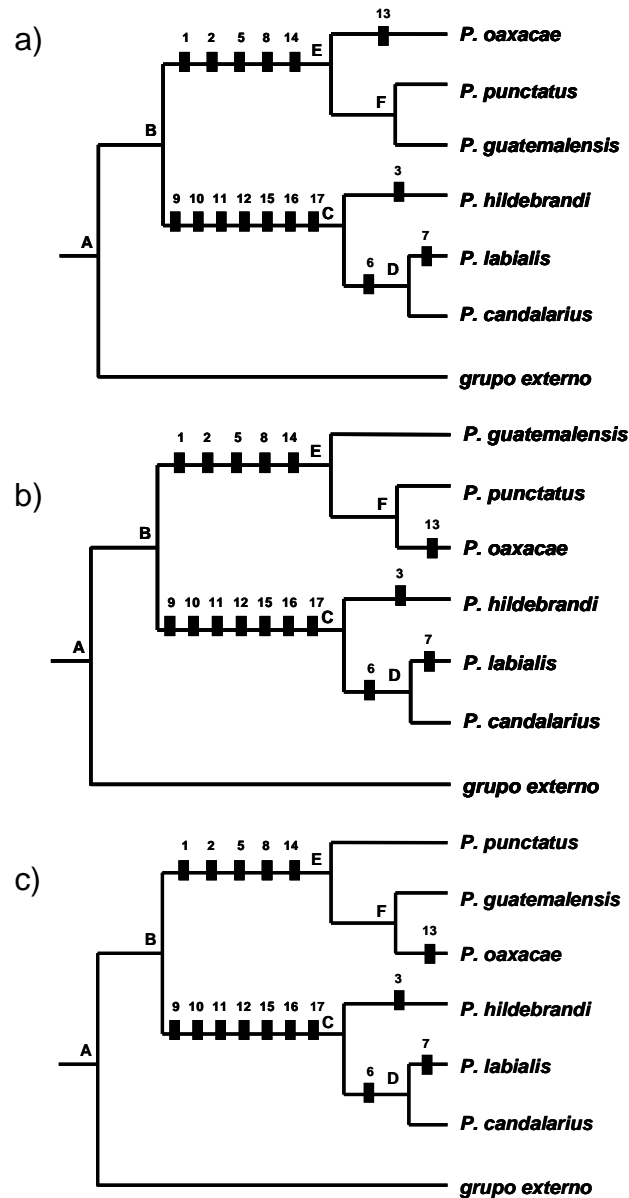 a)
13
1 2 5 8 14 E
P. oaxacae
F
P. punctatus
B
P. guatemalensis
3
9 10 11 12 15 16 17 C
P. hildebrandi
A
7
6 D
P. labialis
P. candalarius
grupo externo
b)
1 2 5 8 14 E
P. guatemalensis
P. punctatus
F
B
13
P. oaxacae
3
9 10 11 12 15 16 17 C
P. hildebrandi
A
7
6 D
P. labialis
P. candalarius
grupo externo
c)
1 2 5 8 14 E
P. punctatus
P. guatemalensis
F
B
13
P. oaxacae
3
9 10 11 12 15 16 17 C
P. hildebrandi
A
7
6 D
P. labialis
P. candalarius
grupo externo